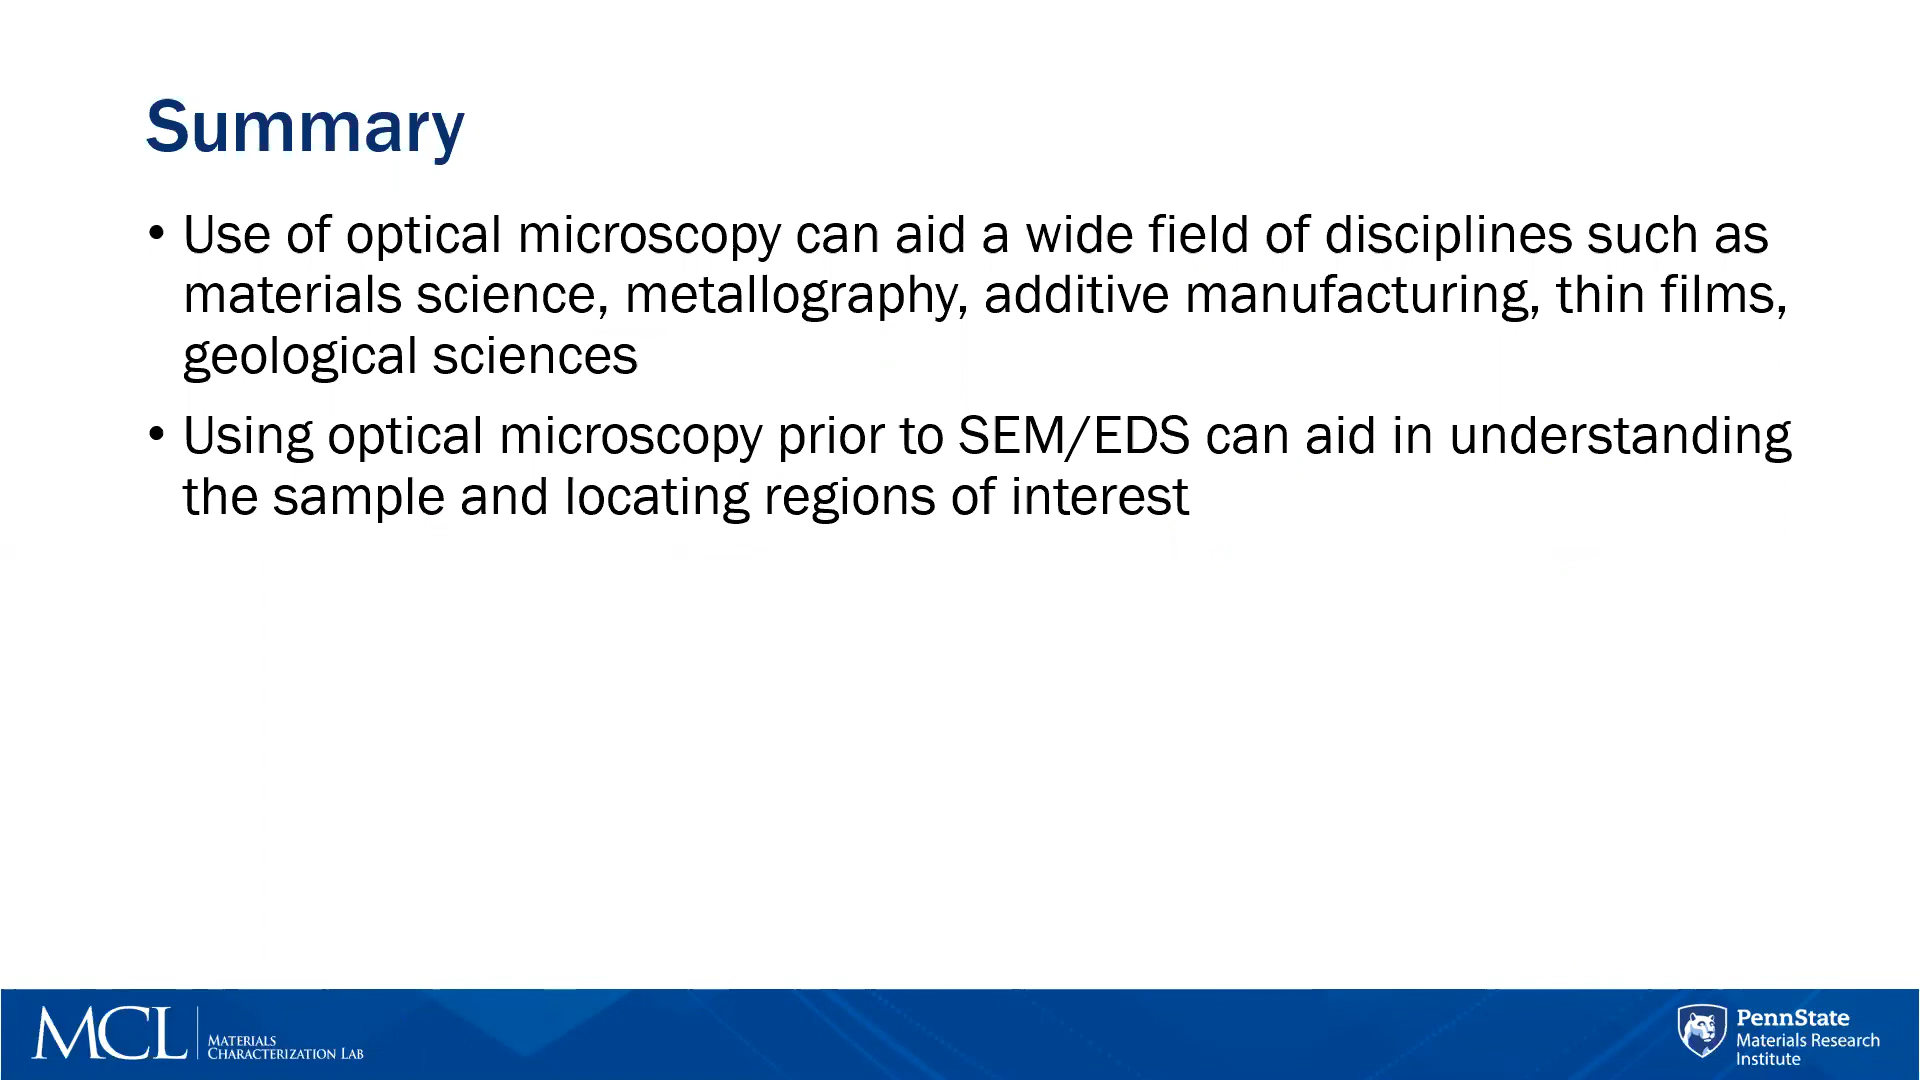 Summary
• Use of optical microscopy can aid a wide field of disciplines such as
materials science, metallography, additive manufacturing, thin films,
geological sciences
• Using optical microscopy prior to SEM/EDS can aid in understanding
the sample and locating regions of interest
MCL
MATERIALS
CHARACTERIZATION LAB
PennState
Materials Research
Institute